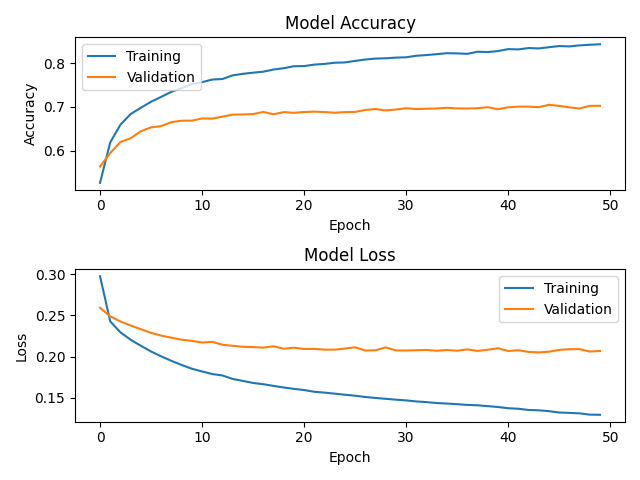 Model Accuracy
Accuracy
0.8
0.7
0.6
Training
Validation
0
10
20
30
40
50
Epoch
Model Loss
Loss
0.30
0.25
0.20
0.15
Training
Validation
0
10
20
30
40
50
Epoch